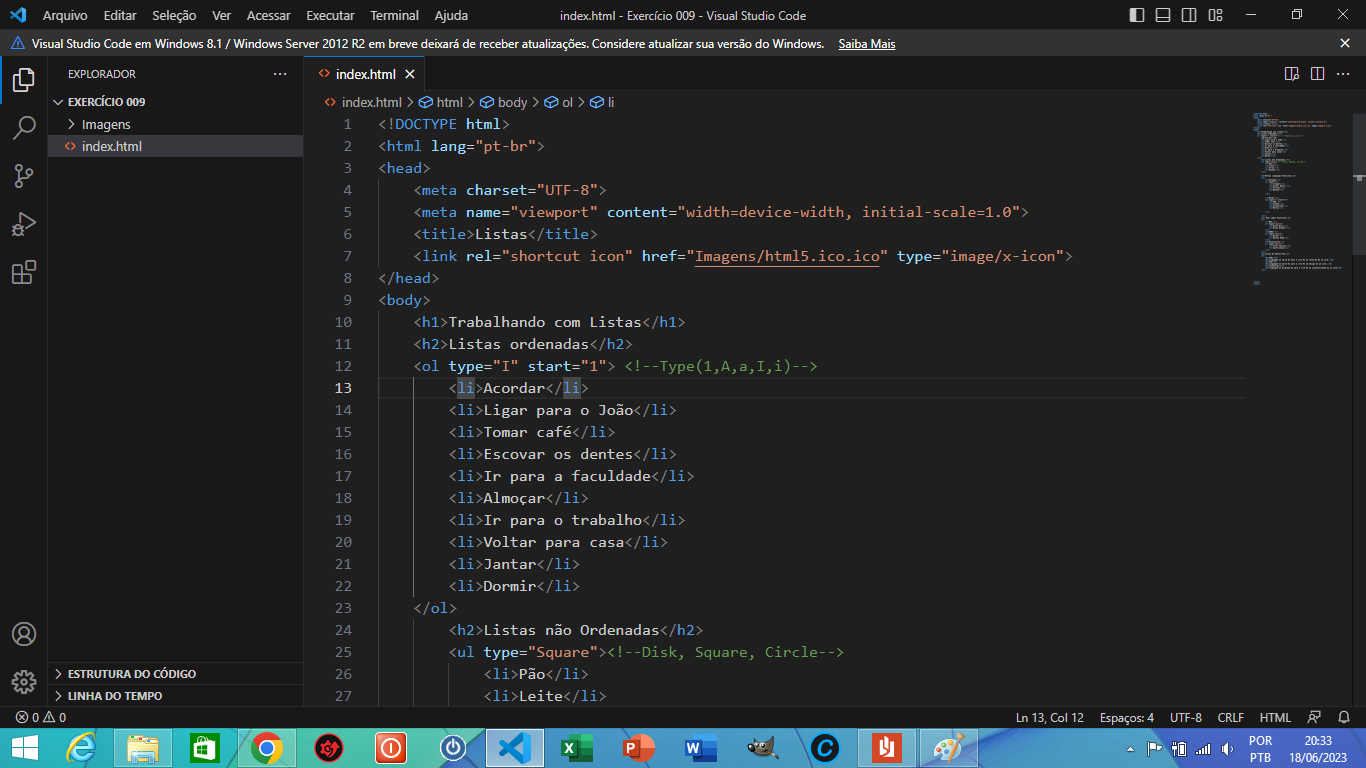 Arquivo Editar Seleção Ver Acessar Executar Terminal Ajuda index.html - Exercício 009 - Visual Studio Code
Visual Studio Code em Windows 8.1 / Windows Server 2012 R2 em breve deixará de receber atualizações. Considere atualizar sua versão do Windows. Saiba Mais
EXPLORADOR
EXERCÍCIO 009
Imagens
index.html
ESTRUTURA DO CÓDIGO
LINHA DO TEMPO
index.html
index.html > html > body > ol > li
1 <!DOCTYPE html>
2 <html lang="pt-br">
3 <head>
4 <meta charset="UTF-8">
5 <meta name="viewport" content="width=device-width, initial-scale=1.0">
6 <title>Listas</title>
7 <link rel="shortcut icon" href="Imagens/html5.ico.ico" type="image/x-icon">
8 </head>
9 <body>
10 <h1>Trabalhando com Listas</h1>
11 <h2>Listas ordenadas</h2>
12 <ol type="I" start="1"> <!--Type(1,A,a,I,i)-->
13 <li>Acordar</li>
14 <li>Ligar para o João</li>
15 <li>Tomar café</li>
16 <li>Escovar os dentes</li>
17 <li>Ir para a faculdade</li>
18 <li>Almoçar</li>
19 <li>Ir para o trabalho</li>
20 <li>Voltar para casa</li>
21 <li>Jantar</li>
22 <li>Dormir</li>
23 </ol>
24 <h2>Listas não Ordenadas</h2>
25 <ul type="Square"><!--Disk, Square, Circle-->
26 <li>Pão</li>
27 <li>Leite</li>
0 0 Ln 13, Col 12 Espaços: 4 UTF-8 CRLF HTML
POR 20:33
PTB 18/06/2023